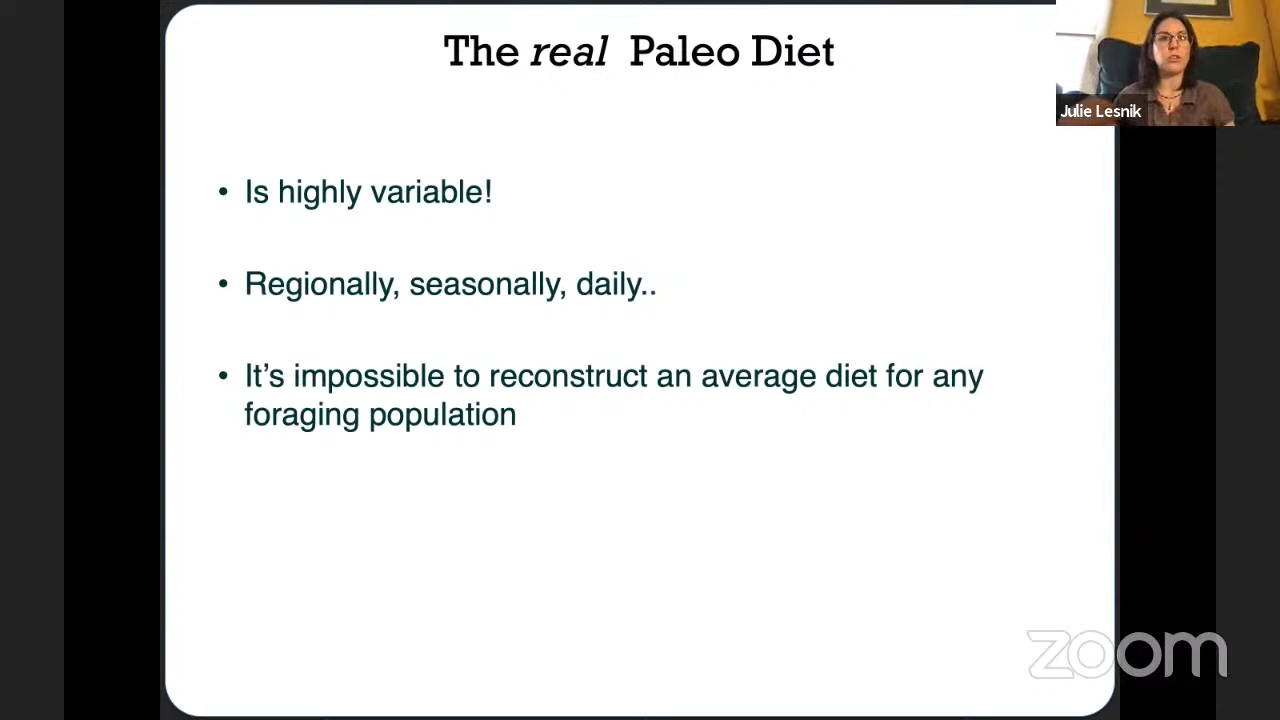 The real Paleo Diet
Julie Lesnik
• Is highly variable!
• Regionally, seasonally, daily..
• It's impossible to reconstruct an average diet for any
foraging population
zoom